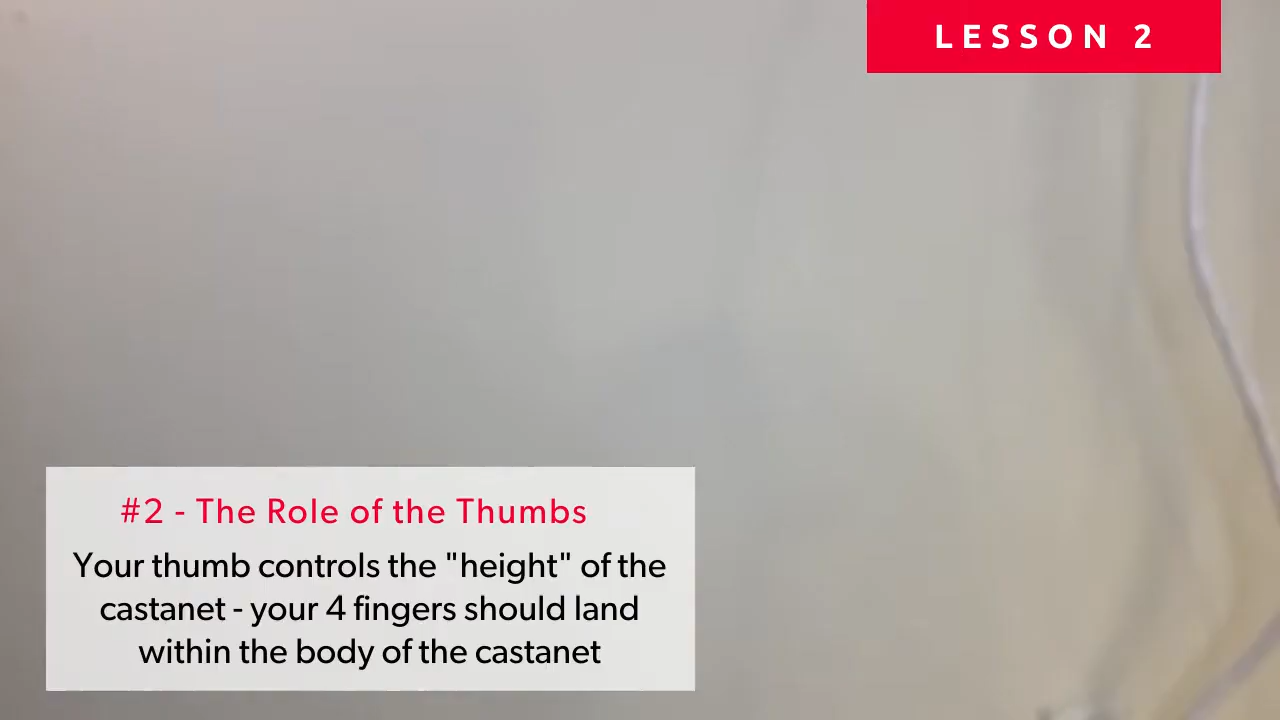 LESSON 2
#2 - The Role of the Thumbs
Your thumb controls the "height" of the
castanet - your 4 fingers should land
within the body of the castanet